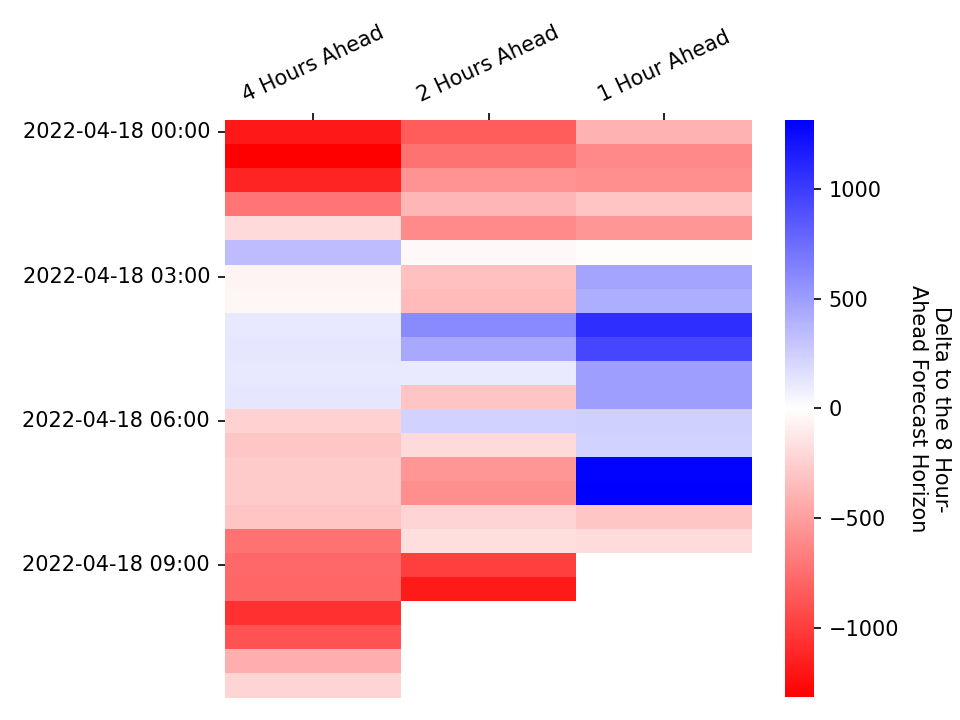 4 Hours Ahead
2 Hours Ahead
1 Hour Ahead
2022-04-18 00:00
2022-04-18 03:00
2022-04-18 06:00
2022-04-18 09:00
1000
500
0
−500
−1000
Delta to the 8 Hour-
Ahead Forecast Horizon